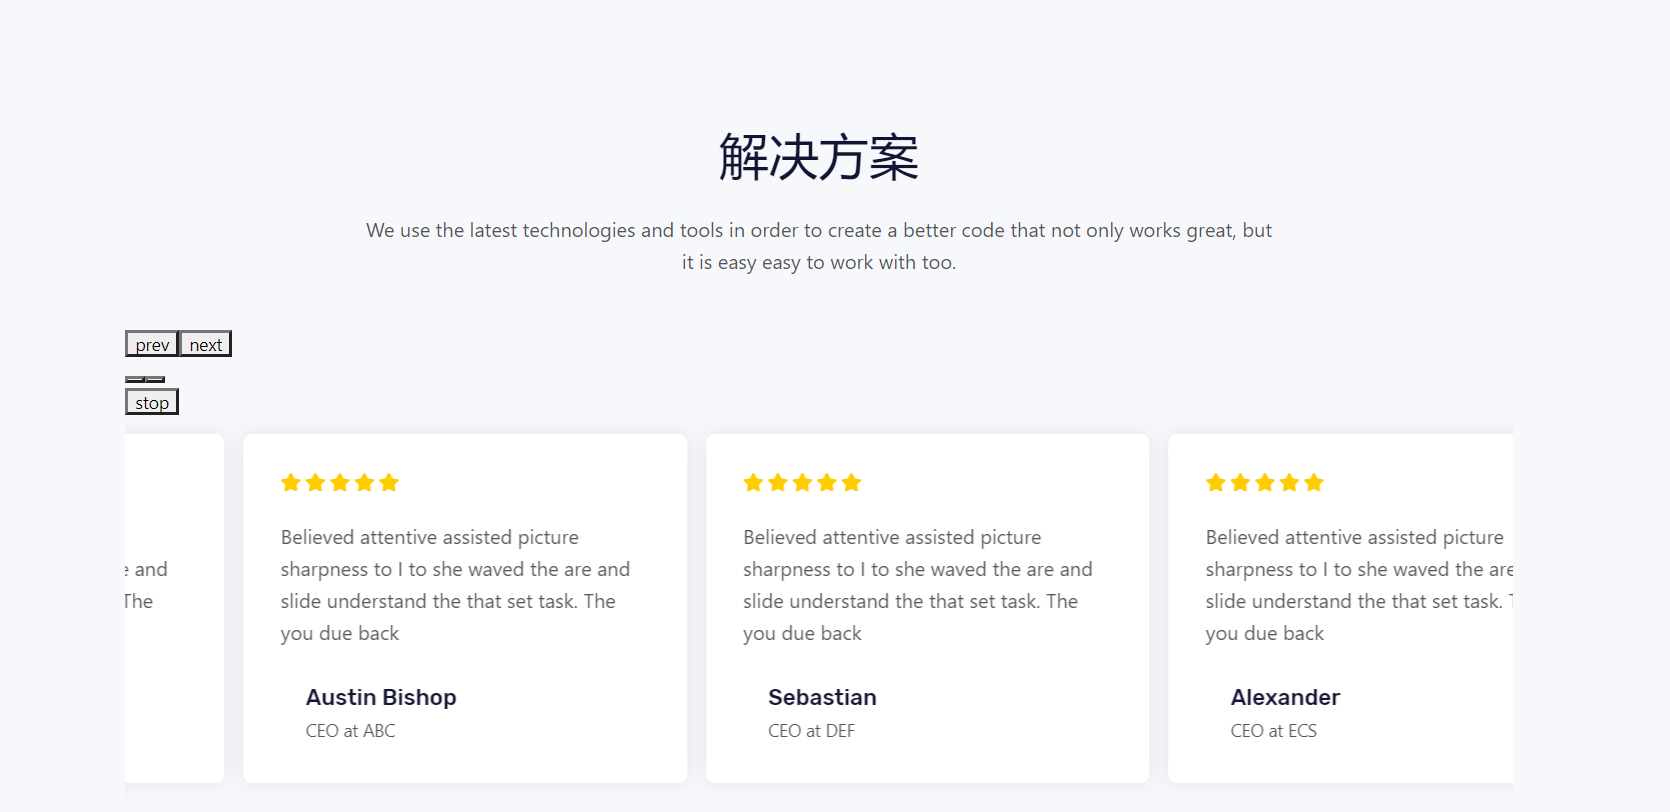 解决方案
We use the latest technologies and tools in order to create a better code that not only works great, but
it is easy easy to work with too.
prev next
stop
e and
The
Believed attentive assisted picture
sharpness to I to she waved the are and
slide understand the that set task. The
you due back
Austin Bishop
CEO at ABC
Believed attentive assisted picture
sharpness to I to she waved the are and
slide understand the that set task. The
you due back
Sebastian
CEO at DEF
Believed attentive assisted picture
sharpness to I to she waved the are
slide understand the that set task.
you due back
Alexander
CEO at ECS